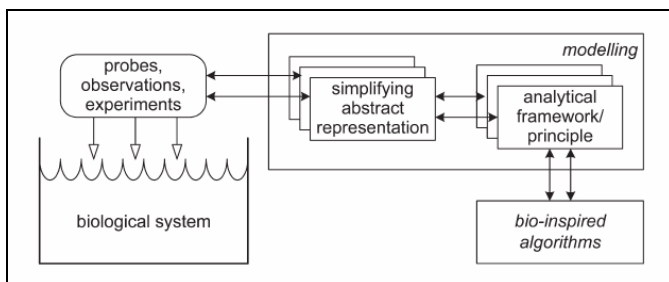 probes,
observations,
experiments
biological system
modelling
simplifying
abstract
representation
analytical
framework/
principle
bio-inspired
algorithms